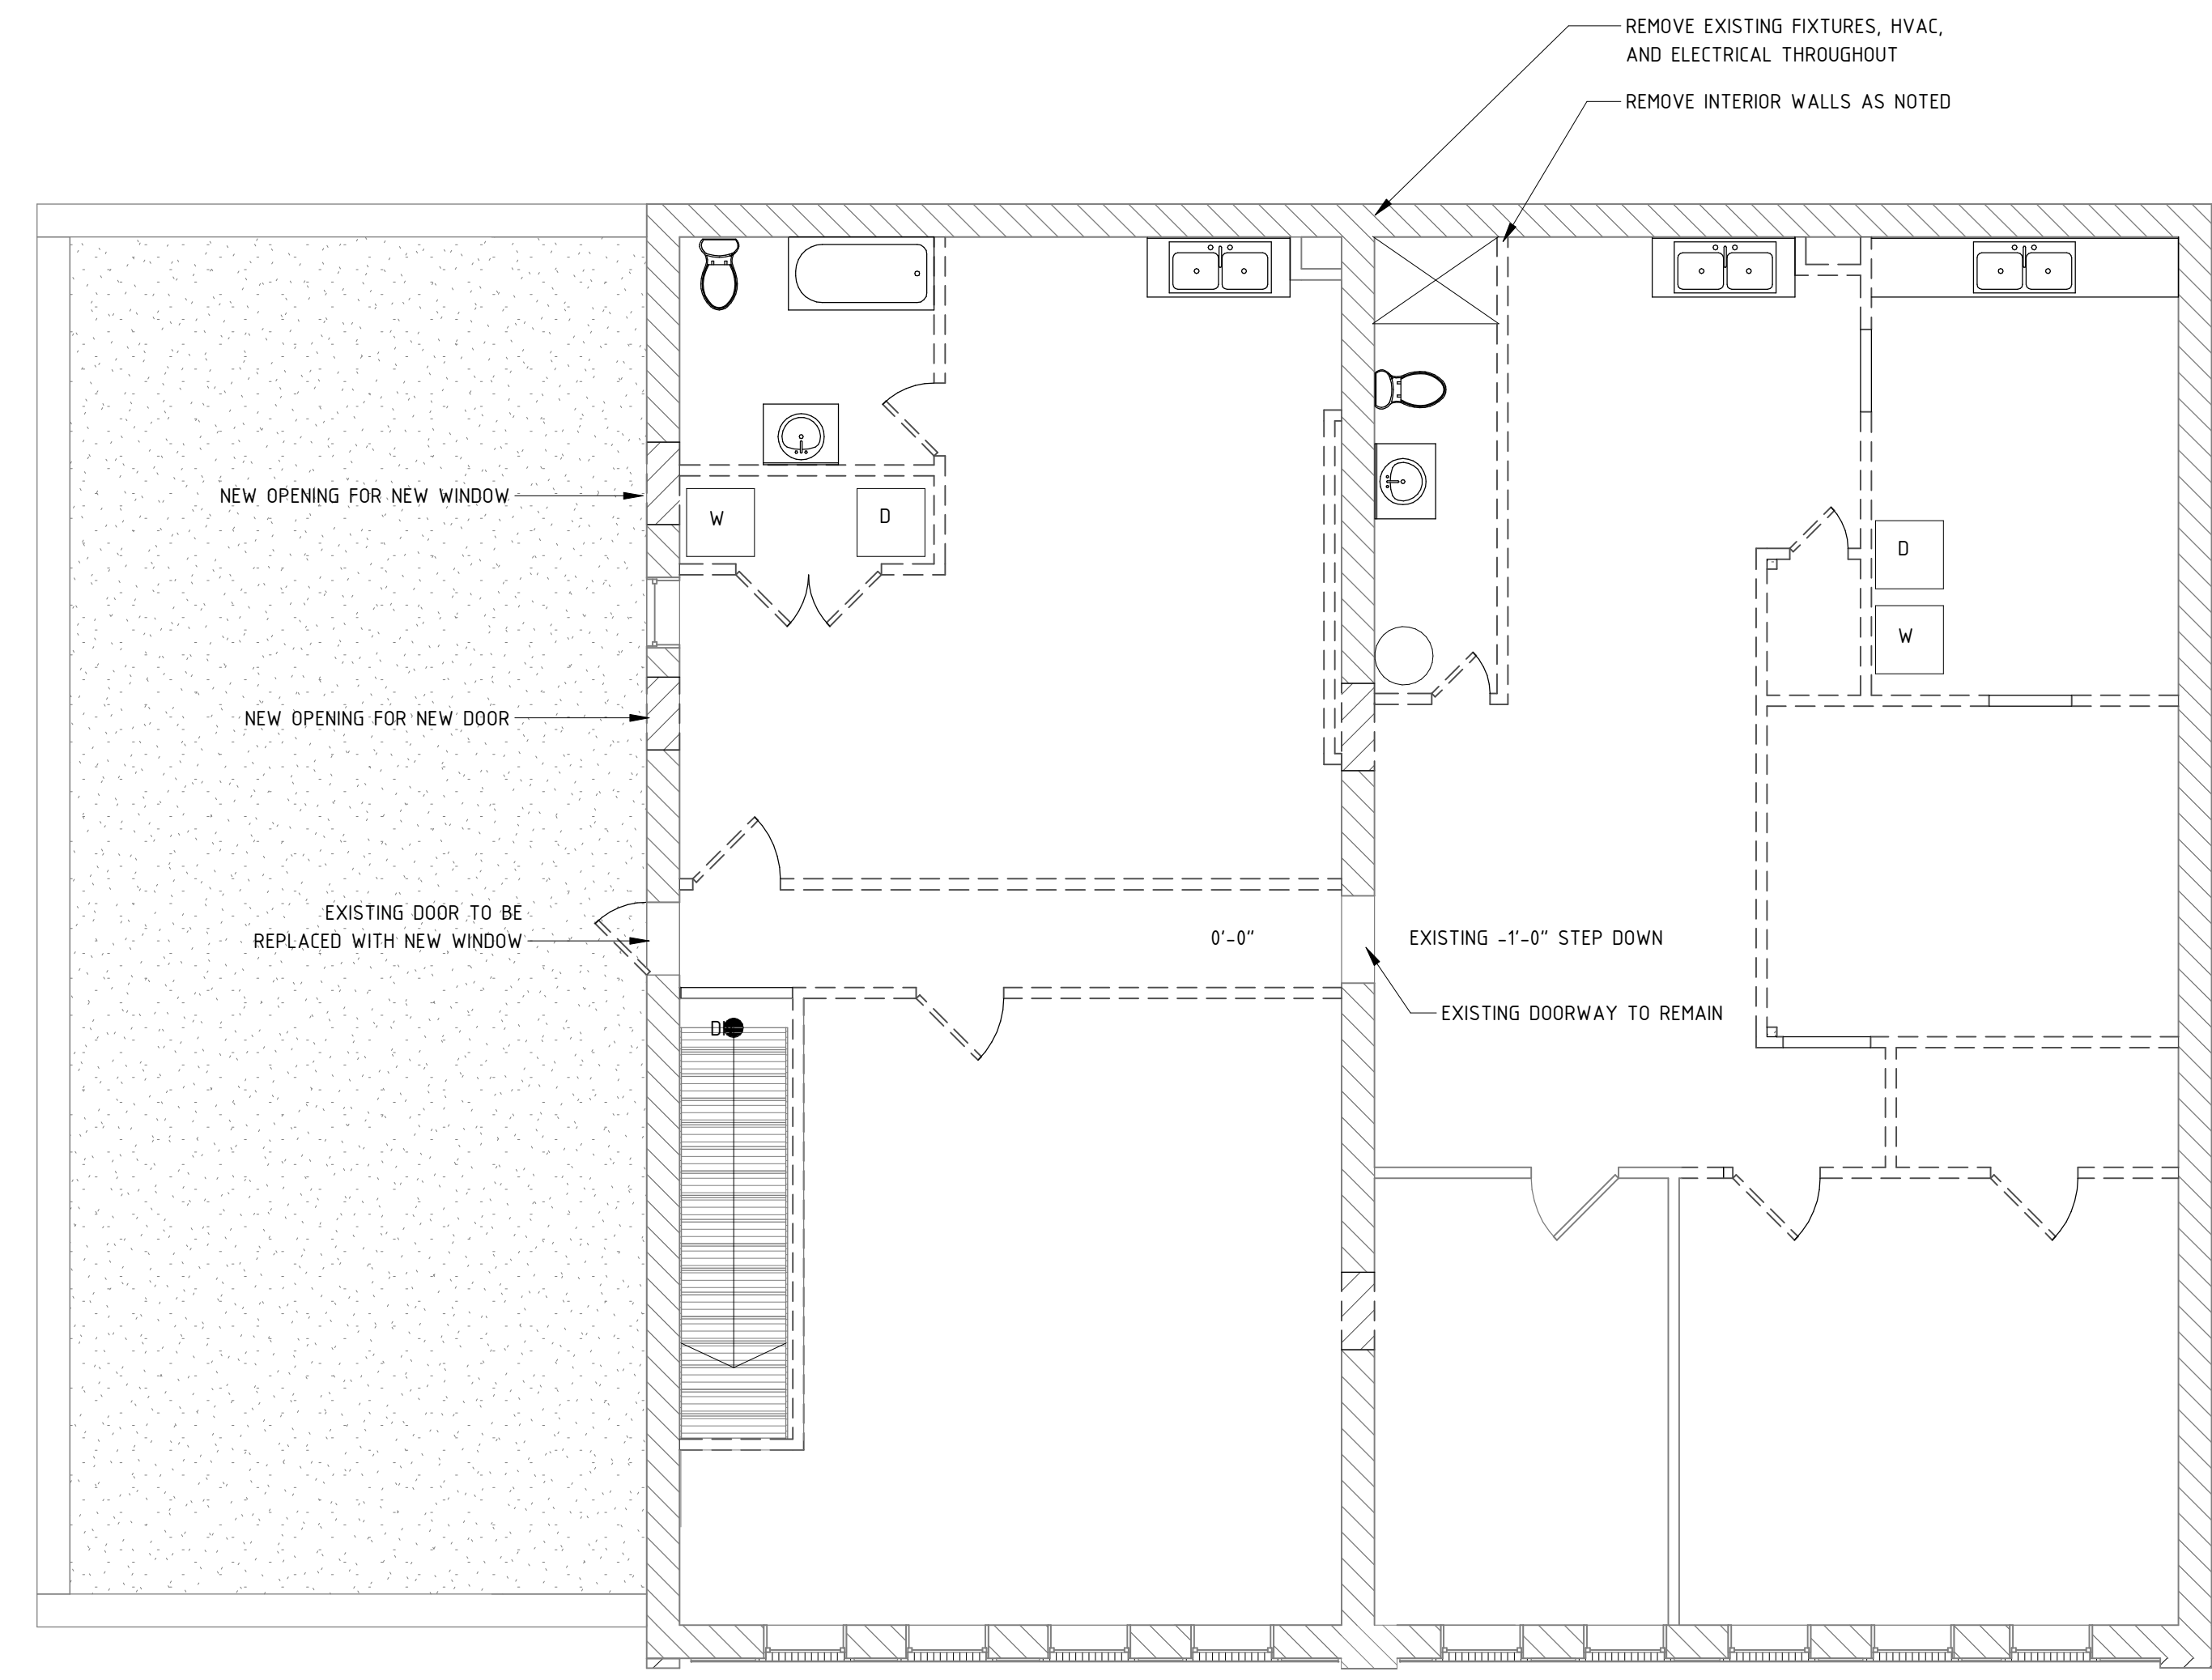 REMOVE EXISTING FIXTURES, HVAC,
AND ELECTRICAL THROUGHOUT
REMOVE INTERIOR WALLS AS NOTED
NEW OPENING FOR NEW WINDOW
W
D
D
W
NEW OPENING FOR NEW DOOR
EXISTING DOOR TO BE
REPLACED WITH NEW WINDOW
0'-0"
EXISTING -1'-0" STEP DOWN
EXISTING DOORWAY TO REMAIN